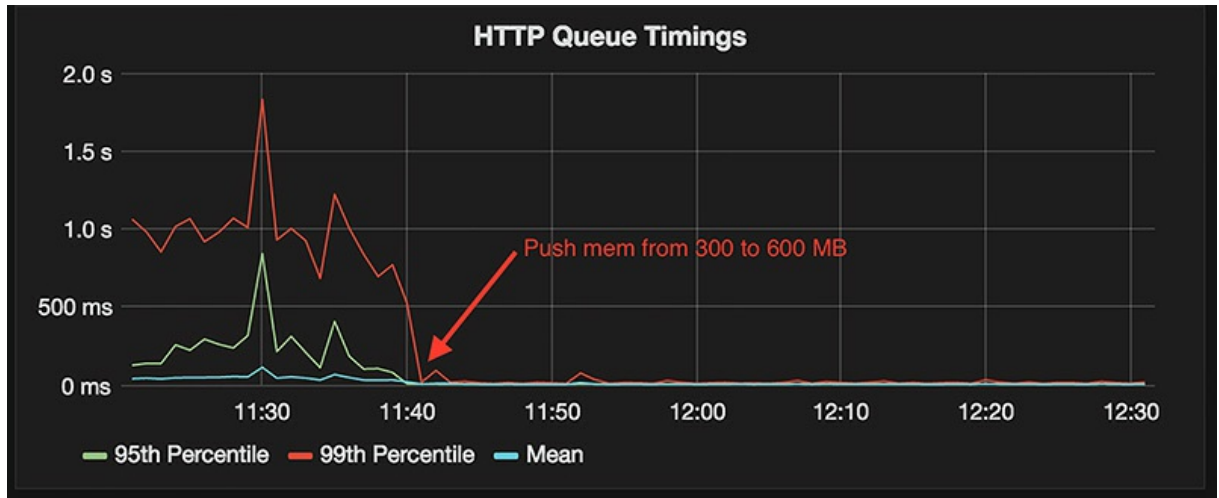 HTTP Queue Timings
2.0 s
1.5 s
1.0 s
Push mem from 300 to 600 MB
500 ms
0 ms
11:30 11:40 11:50 12:00 12:10 12:20 12:30
95th Percentile 99th Percentile Mean